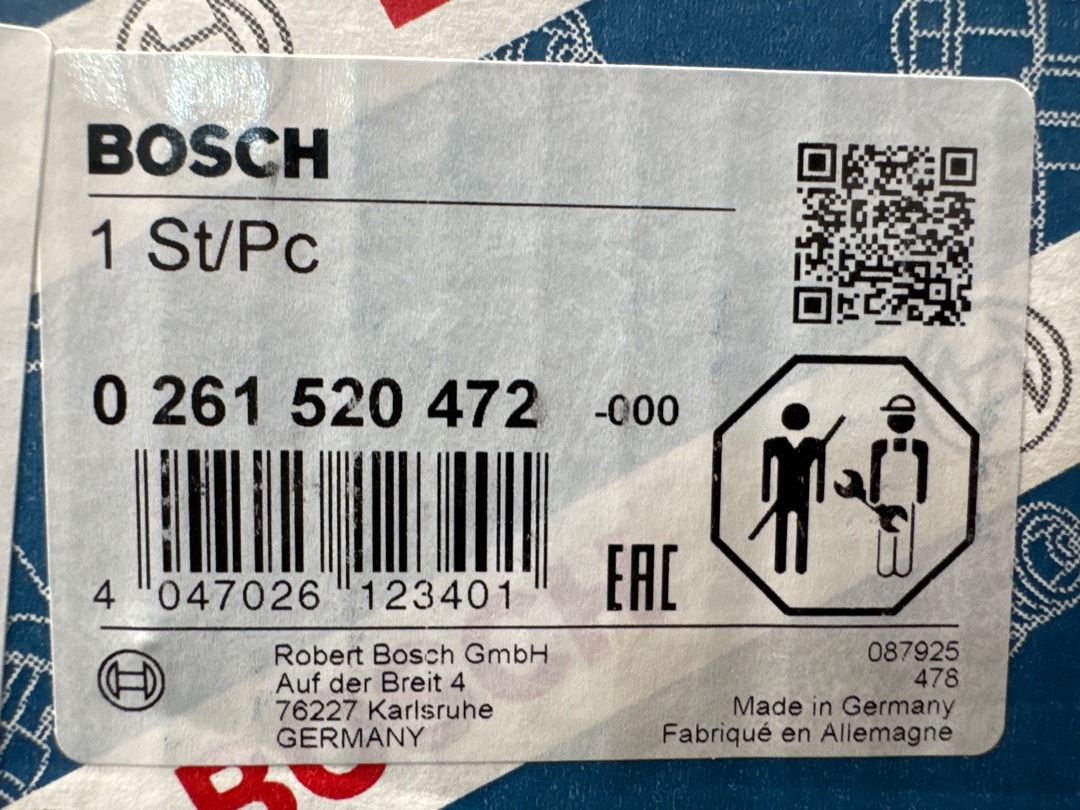 BOSCH
1 St/Pc
0 261 520 472 -000
4 047026 123401
EAC
Robert Bosch GmbH
Auf der Breit 4
76227 Karlsruhe
GERMANY
087925
478
Made in Germany
Fabriqué en Allemagne
BOSCH